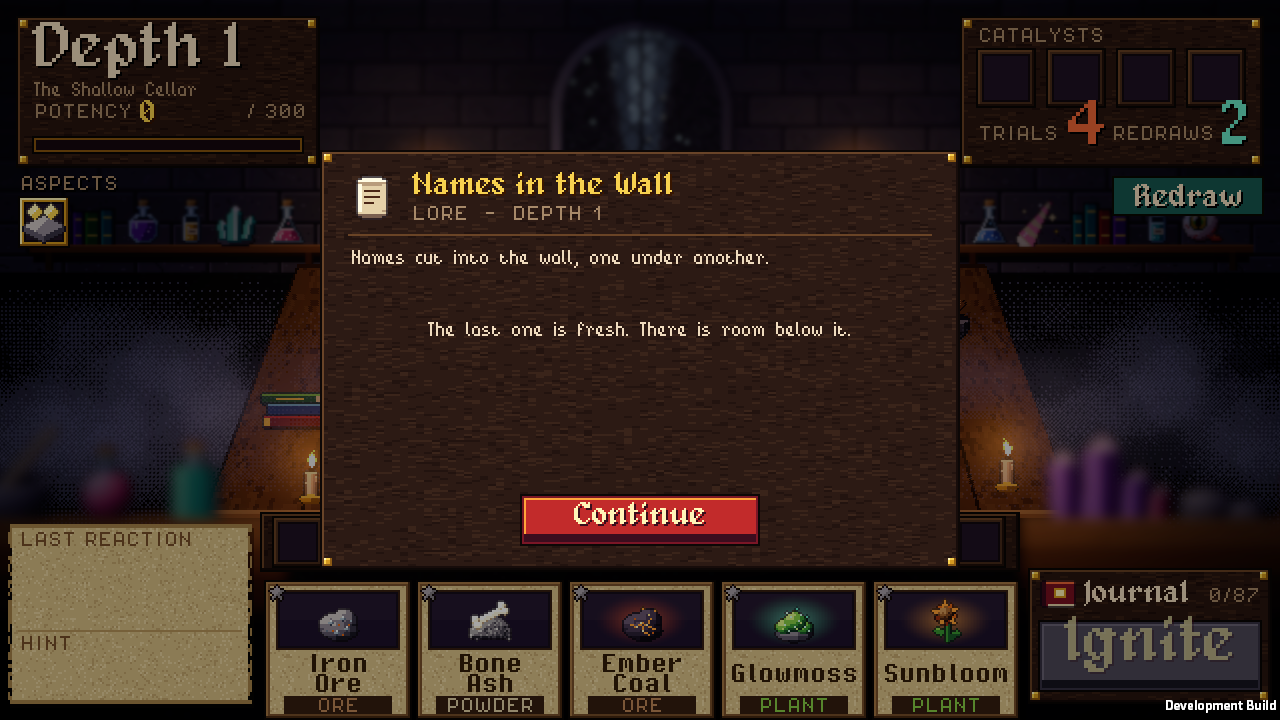 Depth 1
The Shallow Cellar
POTENCY 0 / 300
ASPECTS
CATALYSTS
TRIALS 4 REDRAWS 2
Redraw
Names in the Wall
LORE - DEPTH 1
Names cut into the wall, one under another.
The last one is fresh. There is room below it.
Continue
LAST REACTION
HINT
Iron
Ore
ORE
Bone
Ash
POWDER
Ember
Coal
ORE
Glowmoss
PLANT
Sunbloom
PLANT
Journal 0/87
Ignite
Development Build